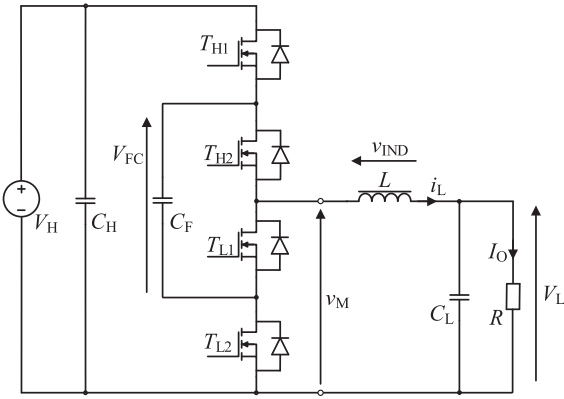 T_H1
v_IND
V_FC
T_H2
L
i_L
+
−
V_H
C_H
C_F
T_L1
v_M
I_O
C_L
R
V_L
T_L2